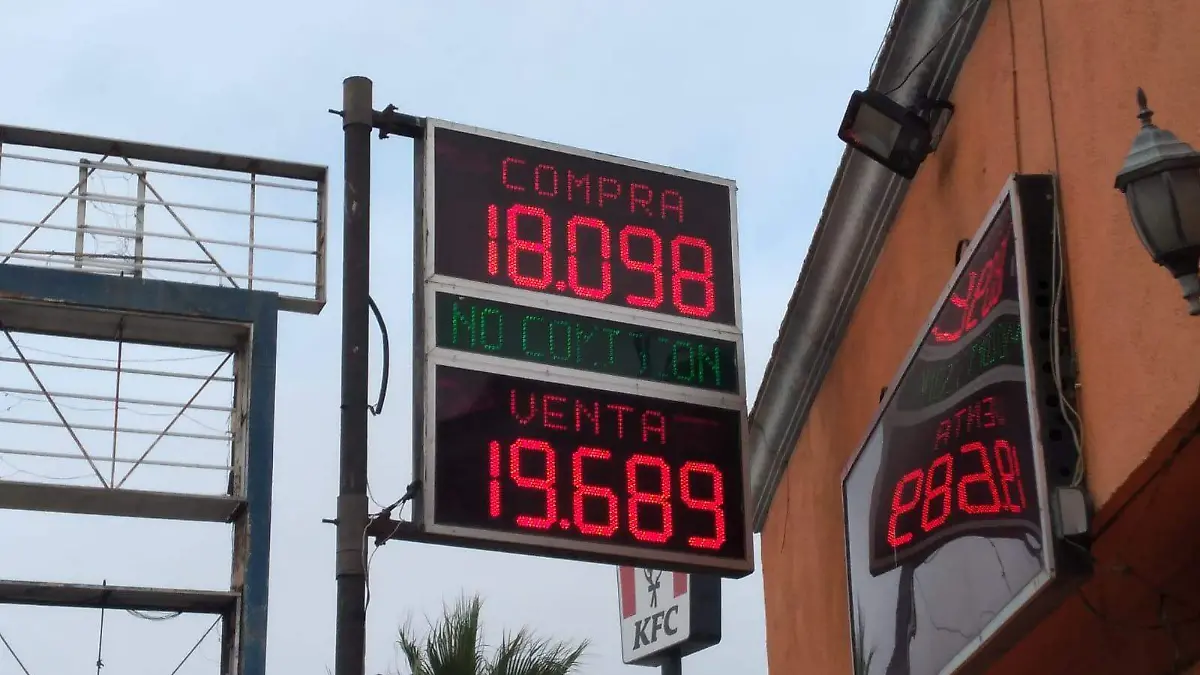 COMPRA
18.098
NO COMISION
VENTA
19.689
KFC